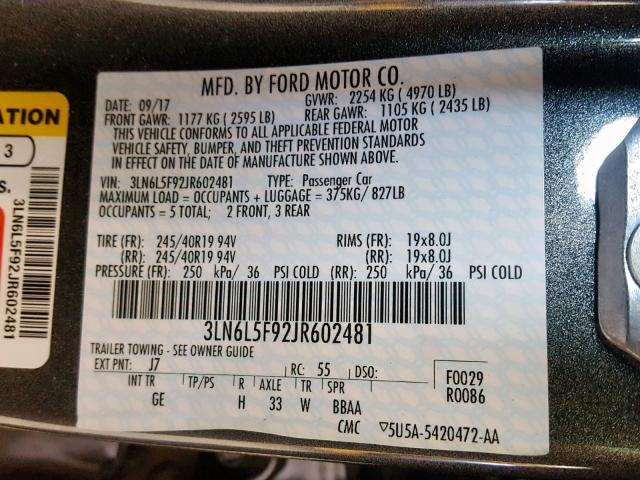 ATION
3
S.
3LN6L5F92JR602481
MFD. BY FORD MOTOR CO.
DATE: 09/17 GVWR: 2254 KG ( 4970 LB)
FRONT GAWR: 1177 KG ( 2595 LB) REAR GAWR: 1105 KG ( 2435 LB)
THIS VEHICLE CONFORMS TO ALL APPLICABLE FEDERAL MOTOR
VEHICLE SAFETY, BUMPER, AND THEFT PREVENTION STANDARDS
IN EFFECT ON THE DATE OF MANUFACTURE SHOWN ABOVE.
VIN: 3LN6L5F92JR602481 TYPE: Passenger Car
MAXIMUM LOAD = OCCUPANTS + LUGGAGE = 375KG/ 827LB
OCCUPANTS = 5 TOTAL; 2 FRONT, 3 REAR
TIRE (FR): 245/40R19 94V RIMS (FR): 19x8.0J
(RR): 245/40R19 94V (RR): 19x8.0J
PRESSURE (FR): 250 kPa/ 36 PSI COLD (RR): 250 kPa/ 36 PSI COLD
3LN6L5F92JR602481
TRAILER TOWING - SEE OWNER GUIDE
EXT PNT: J7 RC: 55 DSO: F0029
INT TR TP/PS R AXLE TR SPR R0086
GE H 33 W BBAA
CMC ▽5U5A-5420472-AA